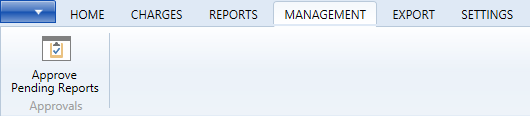 HOME CHARGES REPORTS MANAGEMENT EXPORT SETTINGS
Approve
Pending Reports
Approvals